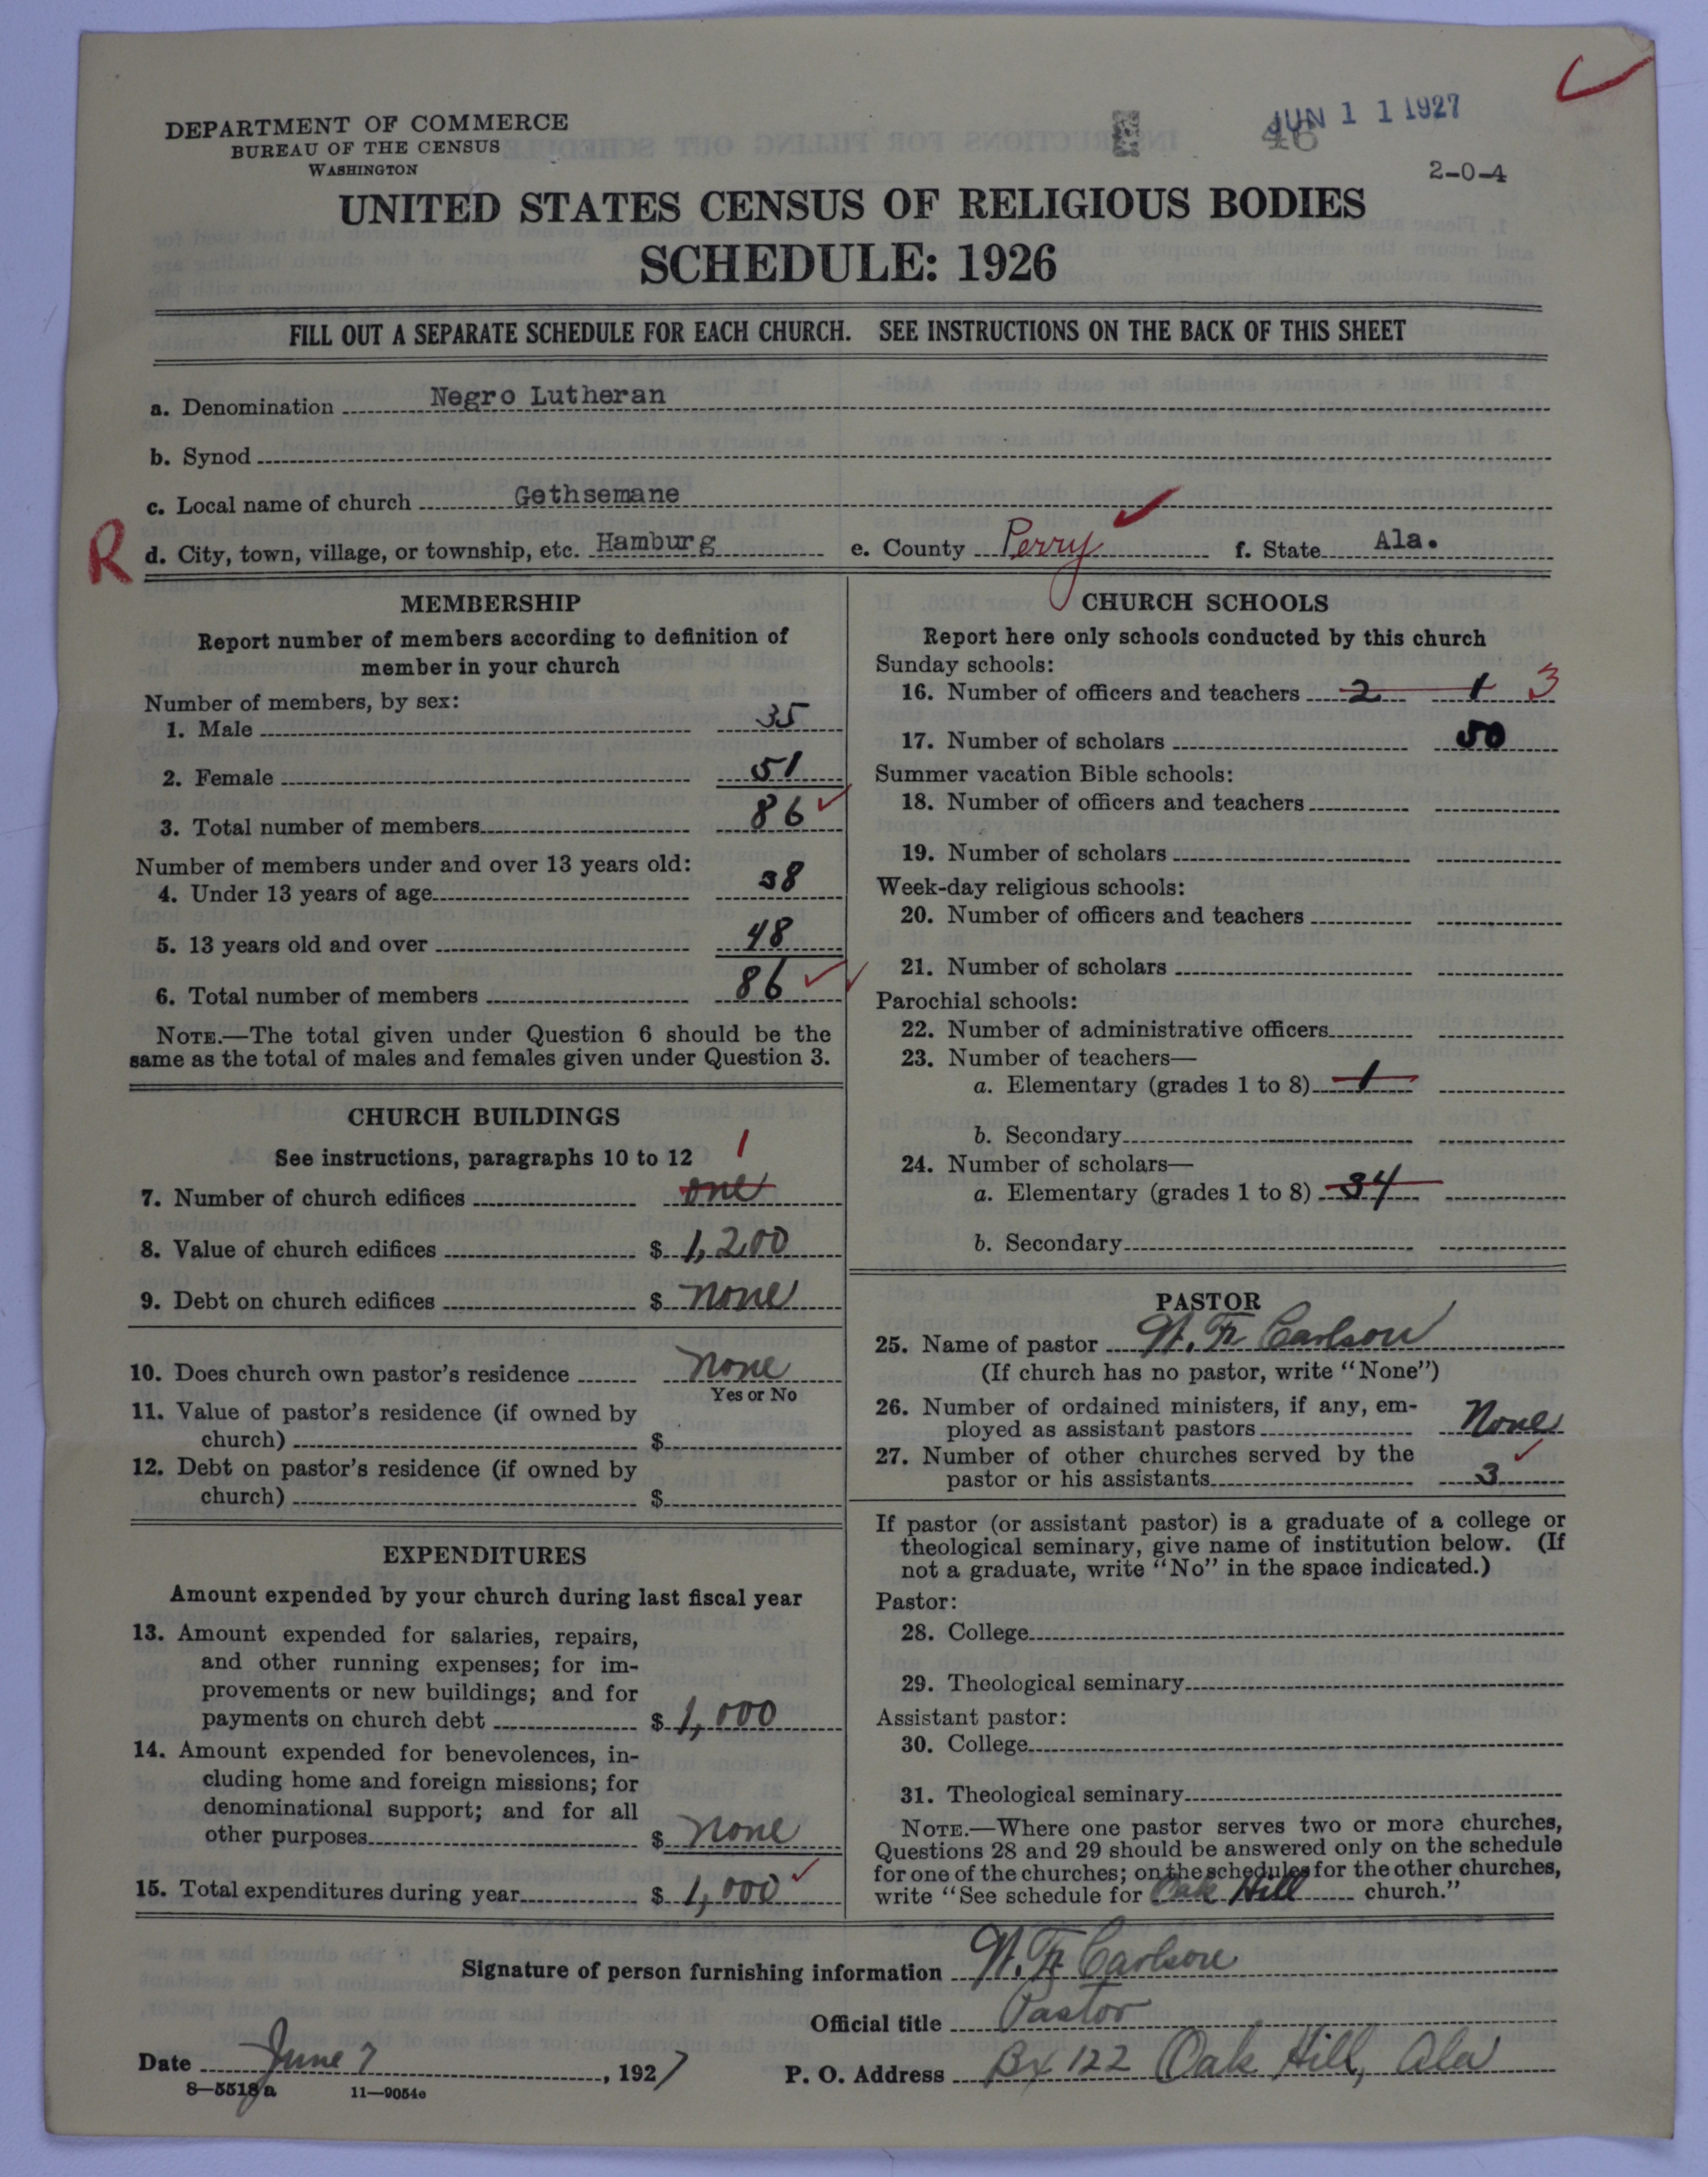 DEPARTMENT OF COMMERCE
BUREAU OF THE CENSUS
WASHINGTON
46
JUN 11 1927
2-0-4
UNITED STATES CENSUS OF RELIGIOUS BODIES
SCHEDULE: 1926
FILL OUT A SEPARATE SCHEDULE FOR EACH CHURCH. SEE INSTRUCTIONS ON THE BACK OF THIS SHEET
a. Denomination Negro Lutheran
b. Synod
c. Local name of church Gethsemane
R d. City, town, village, or township, etc. Hamburg e. County Perry f. State Ala.
MEMBERSHIP
Report number of members according to definition of
member in your church
Number of members, by sex:
1. Male 35
2. Female 51
3. Total number of members 86
Number of members under and over 13 years old:
4. Under 13 years of age 38
5. 13 years old and over 48
6. Total number of members 86
NOTE.—The total given under Question 6 should be the
same as the total of males and females given under Question 3.
CHURCH BUILDINGS
See instructions, paragraphs 10 to 12 1
7. Number of church edifices one
8. Value of church edifices $ 1,200
9. Debt on church edifices $ none
10. Does church own pastor's residence none
Yes or No
11. Value of pastor's residence (if owned by
church) $
12. Debt on pastor's residence (if owned by
church) $
EXPENDITURES
Amount expended by your church during last fiscal year
13. Amount expended for salaries, repairs,
and other running expenses; for im-
provements or new buildings; and for
payments on church debt $ 1,000
14. Amount expended for benevolences, in-
cluding home and foreign missions; for
denominational support; and for all
other purposes $ none
15. Total expenditures during year $ 1,000
CHURCH SCHOOLS
Report here only schools conducted by this church
Sunday schools:
16. Number of officers and teachers 2 1 3
17. Number of scholars 50
Summer vacation Bible schools:
18. Number of officers and teachers
19. Number of scholars
Week-day religious schools:
20. Number of officers and teachers
21. Number of scholars
Parochial schools:
22. Number of administrative officers
23. Number of teachers—
a. Elementary (grades 1 to 8) 1
b. Secondary
24. Number of scholars—
a. Elementary (grades 1 to 8) 34
b. Secondary
PASTOR
25. Name of pastor Carlson
(If church has no pastor, write "None")
26. Number of ordained ministers, if any, em-
ployed as assistant pastors None
27. Number of other churches served by the
pastor or his assistants 3
If pastor (or assistant pastor) is a graduate of a college or
theological seminary, give name of institution below. (If
not a graduate, write "No" in the space indicated.)
Pastor:
28. College
29. Theological seminary
Assistant pastor:
30. College
31. Theological seminary
NOTE.—Where one pastor serves two or more churches,
Questions 28 and 29 should be answered only on the schedule
for one of the churches; on the schedules for the other churches,
write "See schedule for Oak Hill church."
Signature of person furnishing information Carlson
Official title Pastor
Date June 7, 1927 P. O. Address Bx 122 Oak Hill, Ala
8—5518a 11—9054e